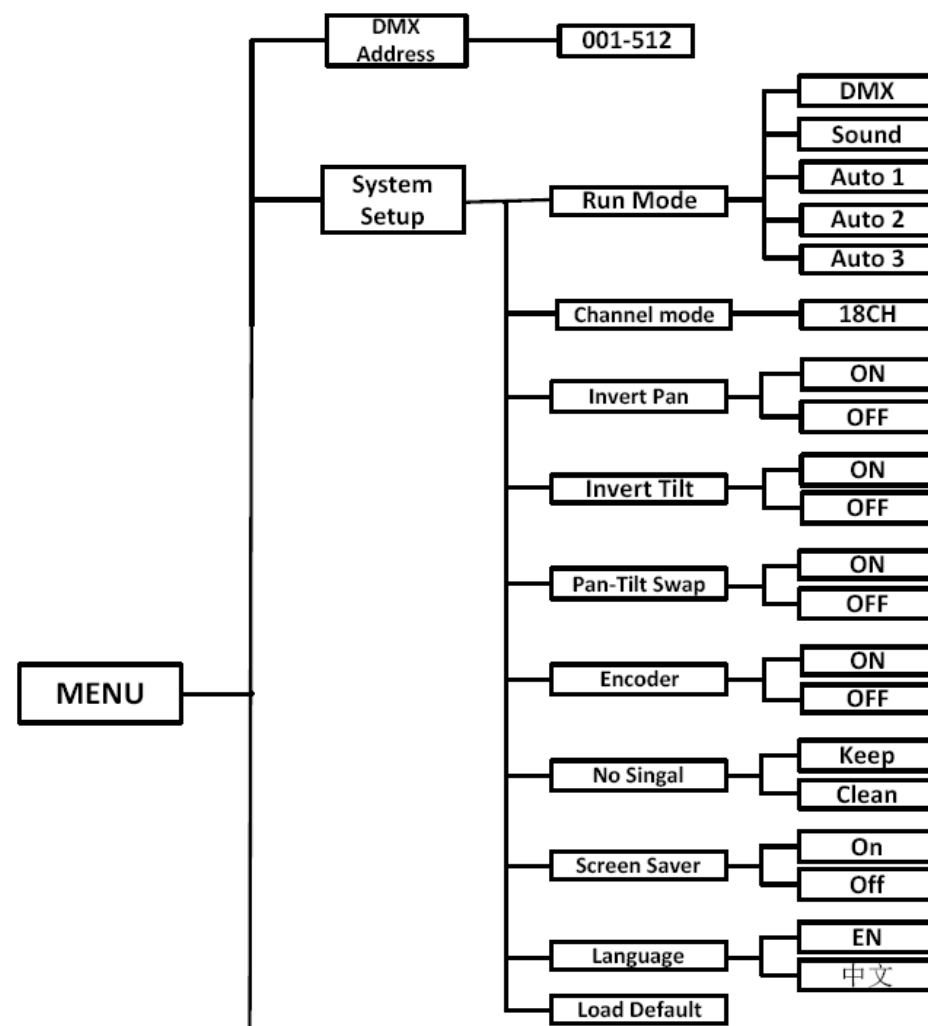 DMX
Address
001-512
System
Setup
Run Mode
DMX
Sound
Auto 1
Auto 2
Auto 3
Channel mode
18CH
Invert Pan
ON
OFF
Invert Tilt
ON
OFF
Pan-Tilt Swap
ON
OFF
MENU
Encoder
ON
OFF
No Singal
Keep
Clean
Screen Saver
On
Off
Language
EN
中文
Load Default